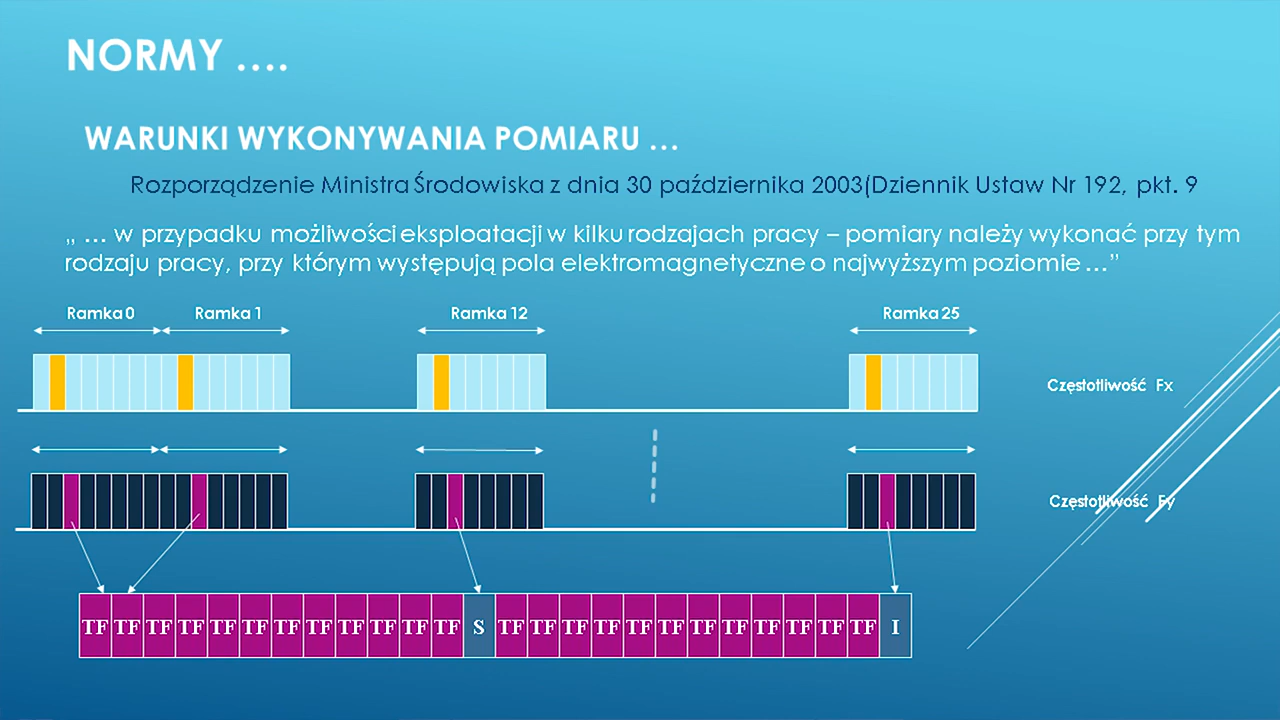 NORMY ....
WARUNKI WYKONYWANIA POMIARU ...
Rozporządzenie Ministra Środowiska z dnia 30 października 2003(Dziennik Ustaw Nr 192, pkt. 9
„ ... w przypadku możliwości eksploatacji w kilku rodzajach pracy – pomiary należy wykonać przy tym
rodzaju pracy, przy którym występują pola elektromagnetyczne o najwyższym poziomie ...”
Ramka 0 Ramka 1 Ramka 12 Ramka 25
Częstotliwość Fx
Częstotliwość Fy
TF TF TF TF TF TF TF TF TF TF TF TF S TF TF TF TF TF TF TF TF TF TF TF TF I